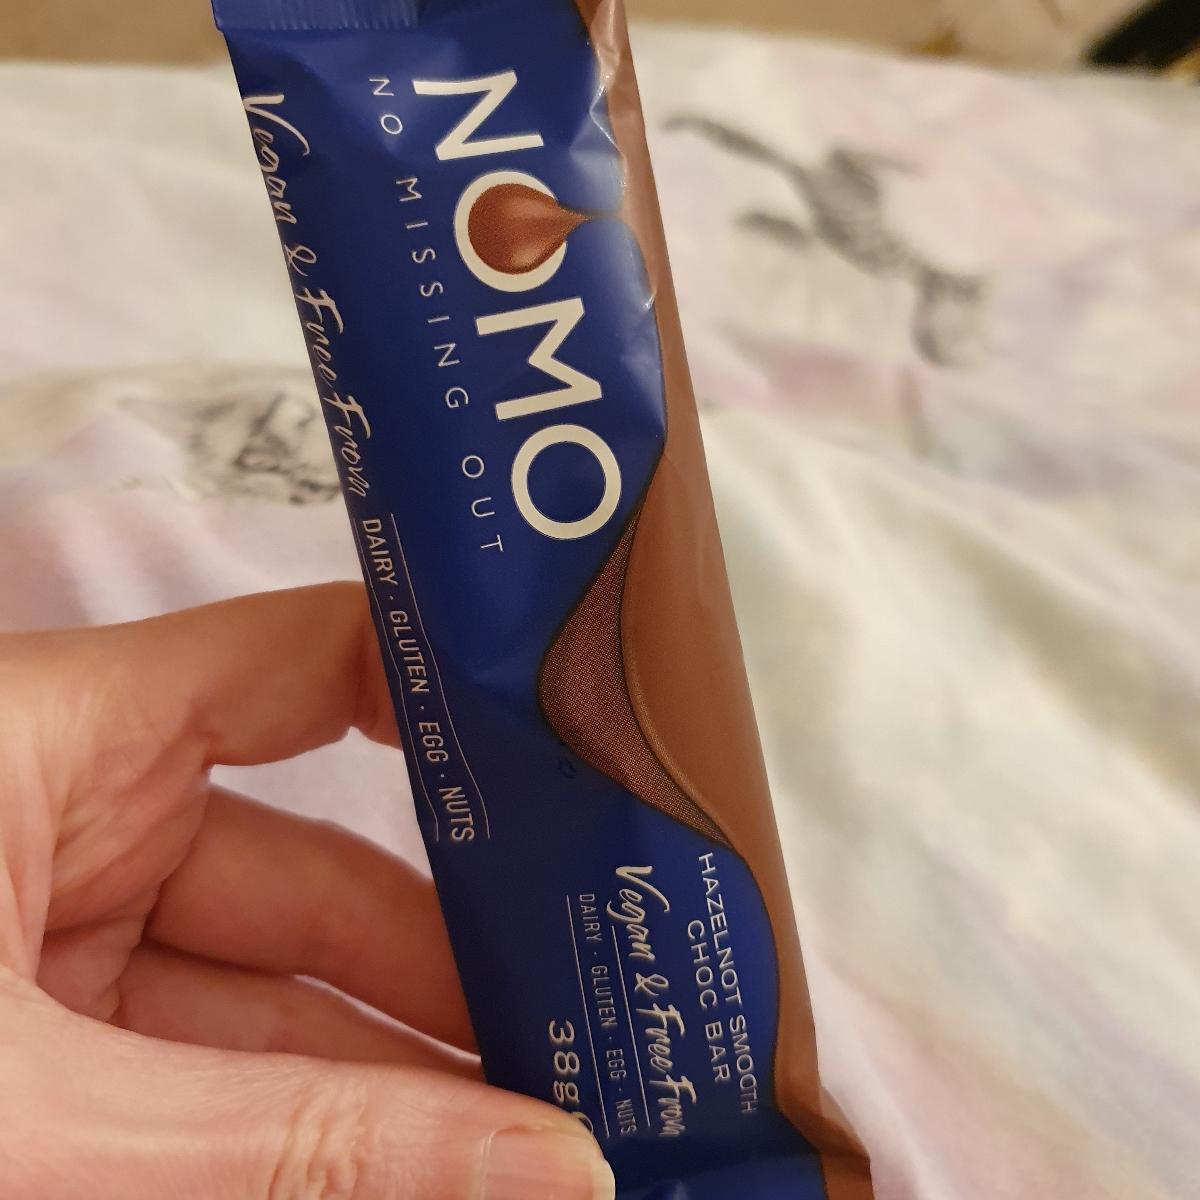 NOMO
NO MISSING OUT
Vegan & Free From
DAIRY · GLUTEN · EGG · NUTS
HAZELNOT SMOOTH
CHOC BAR
Vegan & Free From
DAIRY · GLUTEN · EGG · NUTS
38g